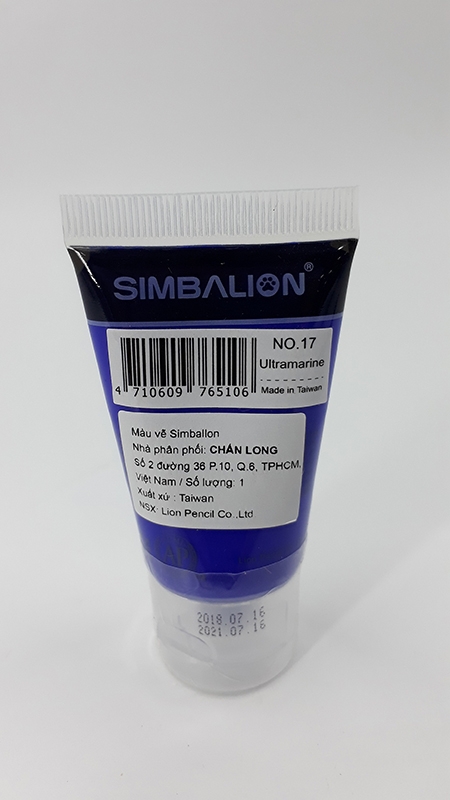 SIMBALION®
NO.17
Ultramarine
Made in Taiwan
4 710609 765106
Màu vẽ Simballon
Nhà phân phối: CHẤN LONG
Số 2 đường 36 P.10, Q.6, TPHCM,
Việt Nam / Số lượng: 1
Xuất xứ : Taiwan
NSX: Lion Pencil Co.,Ltd
2018.07.16
2021.07.16